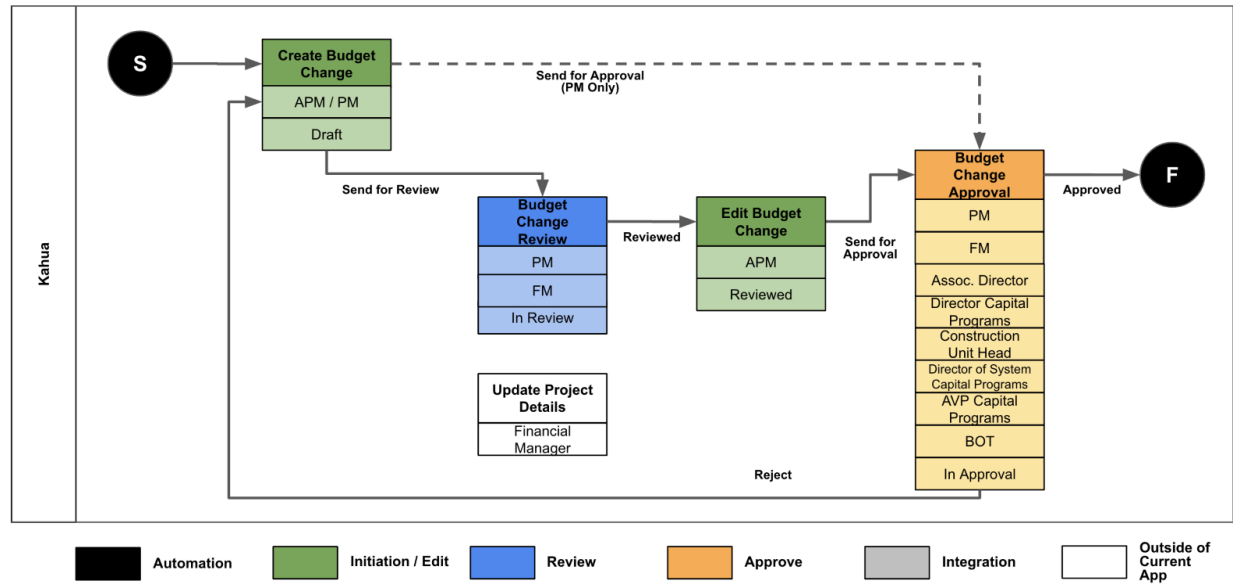 Kahua
S
Create Budget
Change
APM / PM
Draft
Send for Approval
(PM Only)
Send for Review
Budget
Change
Review
PM
FM
In Review
Reviewed
Edit Budget
Change
APM
Reviewed
Send for
Approval
Budget
Change
Approval
PM
FM
Assoc. Director
Director Capital
Programs
Construction
Unit Head
Director of System
Capital Programs
AVP Capital
Programs
BOT
In Approval
Approved
F
Update Project
Details
Financial
Manager
Reject
Automation
Initiation / Edit
Review
Approve
Integration
Outside of
Current
App